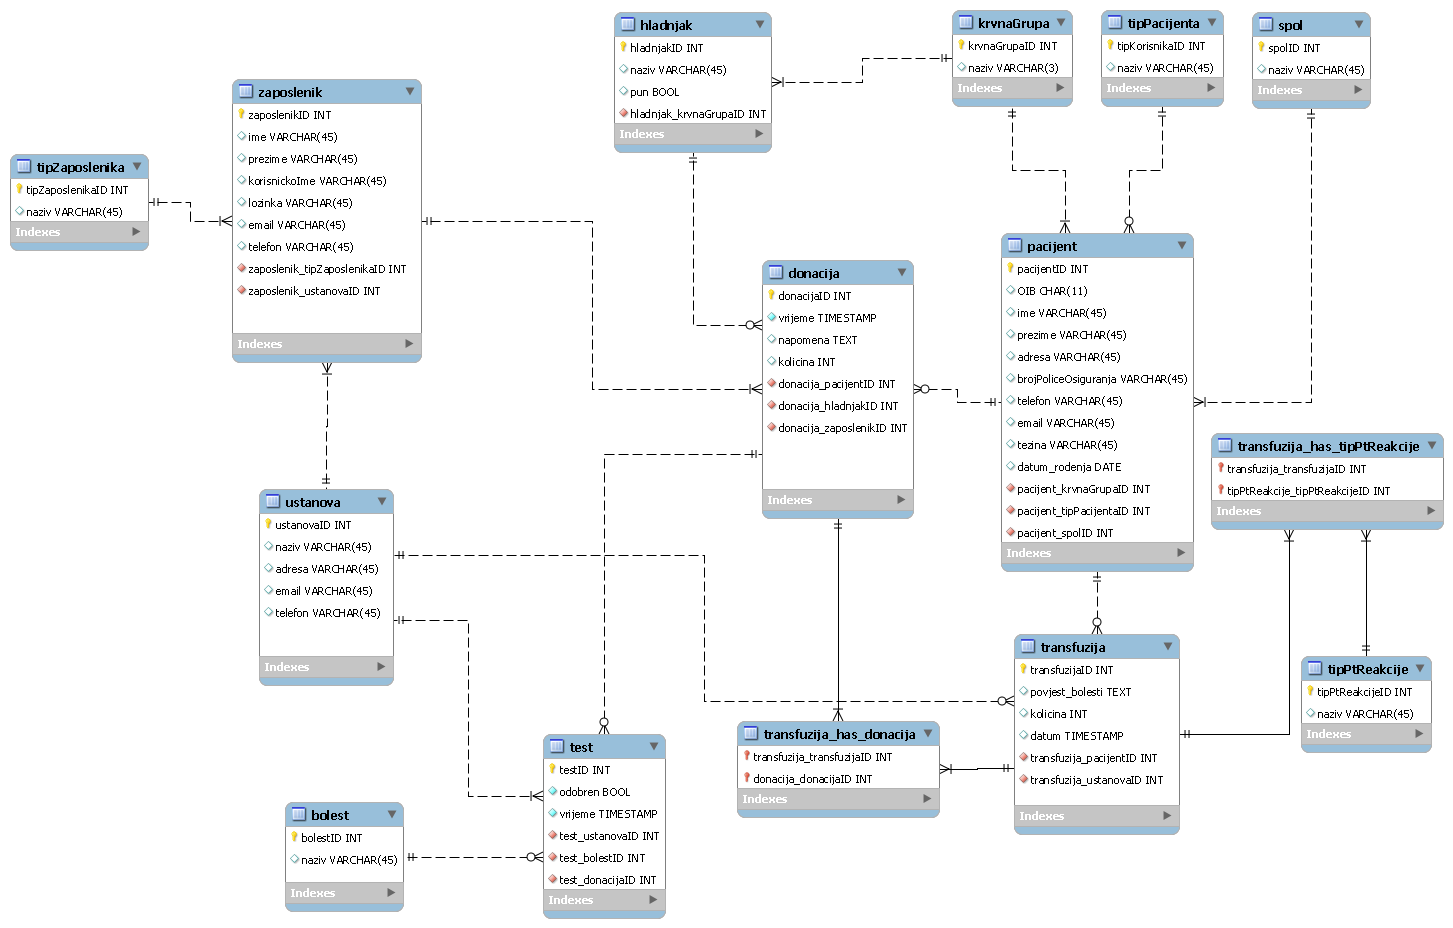 hladnjak
hladnjakID INT
naziv VARCHAR(45)
pun BOOL
hladnjak_krvnaGrupaID INT
Indexes
krvnaGrupa
krvnaGrupaID INT
naziv VARCHAR(3)
Indexes
tipPacijenta
tipKorisnikaID INT
naziv VARCHAR(45)
Indexes
spol
spolID INT
naziv VARCHAR(45)
Indexes
zaposlenik
zaposlenikID INT
ime VARCHAR(45)
prezime VARCHAR(45)
korisnickoIme VARCHAR(45)
lozinka VARCHAR(45)
email VARCHAR(45)
telefon VARCHAR(45)
zaposlenik_tipZaposlenikaID INT
zaposlenik_ustanovaID INT
Indexes
tipZaposlenika
tipZaposlenikaID INT
naziv VARCHAR(45)
Indexes
donacija
donacijaID INT
vrijeme TIMESTAMP
napomena TEXT
kolicina INT
donacija_pacijentID INT
donacija_hladnjakID INT
donacija_zaposlenikID INT
Indexes
pacijent
pacijentID INT
OIB CHAR(11)
ime VARCHAR(45)
prezime VARCHAR(45)
adresa VARCHAR(45)
brojPoliceOsiguranja VARCHAR(45)
telefon VARCHAR(45)
email VARCHAR(45)
tezina VARCHAR(45)
datum_rodenja DATE
pacijent_krvnaGrupaID INT
pacijent_tipPacijentaID INT
pacijent_spolID INT
Indexes
transfuzija_has_tipPtReakcije
transfuzija_transfuzijaID INT
tipPtReakcije_tipPtReakcijeID INT
Indexes
ustanova
ustanovaID INT
naziv VARCHAR(45)
adresa VARCHAR(45)
email VARCHAR(45)
telefon VARCHAR(45)
Indexes
transfuzija
transfuzijaID INT
povjest_bolesti TEXT
kolicina INT
datum TIMESTAMP
transfuzija_pacijentID INT
transfuzija_ustanovaID INT
Indexes
tipPtReakcije
tipPtReakcijeID INT
naziv VARCHAR(45)
Indexes
transfuzija_has_donacija
transfuzija_transfuzijaID INT
donacija_donacijaID INT
Indexes
test
testID INT
odobren BOOL
vrijeme TIMESTAMP
test_ustanovaID INT
test_bolestID INT
test_donacijaID INT
Indexes
bolest
bolestID INT
naziv VARCHAR(45)
Indexes